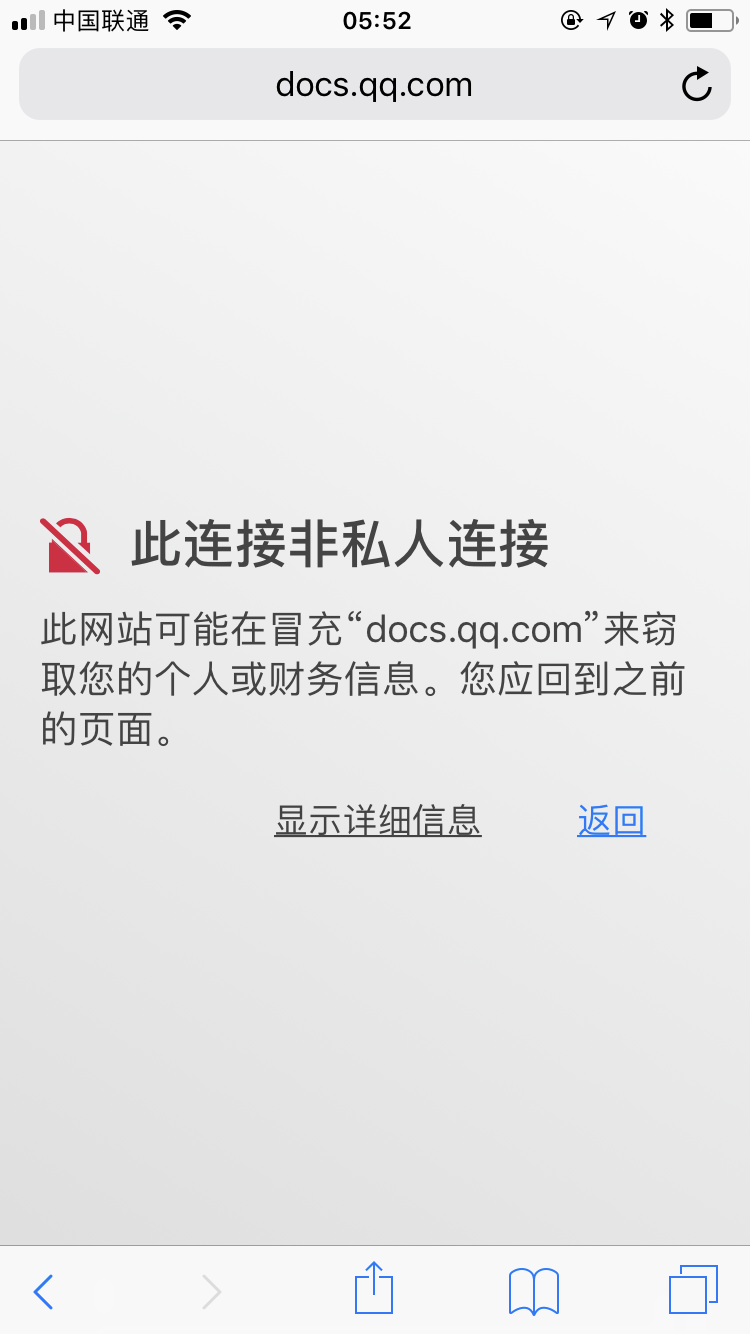 中国联通 05:52
docs.qq.com
此连接非私人连接
此网站可能在冒充“docs.qq.com”来窃
取您的个人或财务信息。您应回到之前
的页面。
显示详细信息 返回